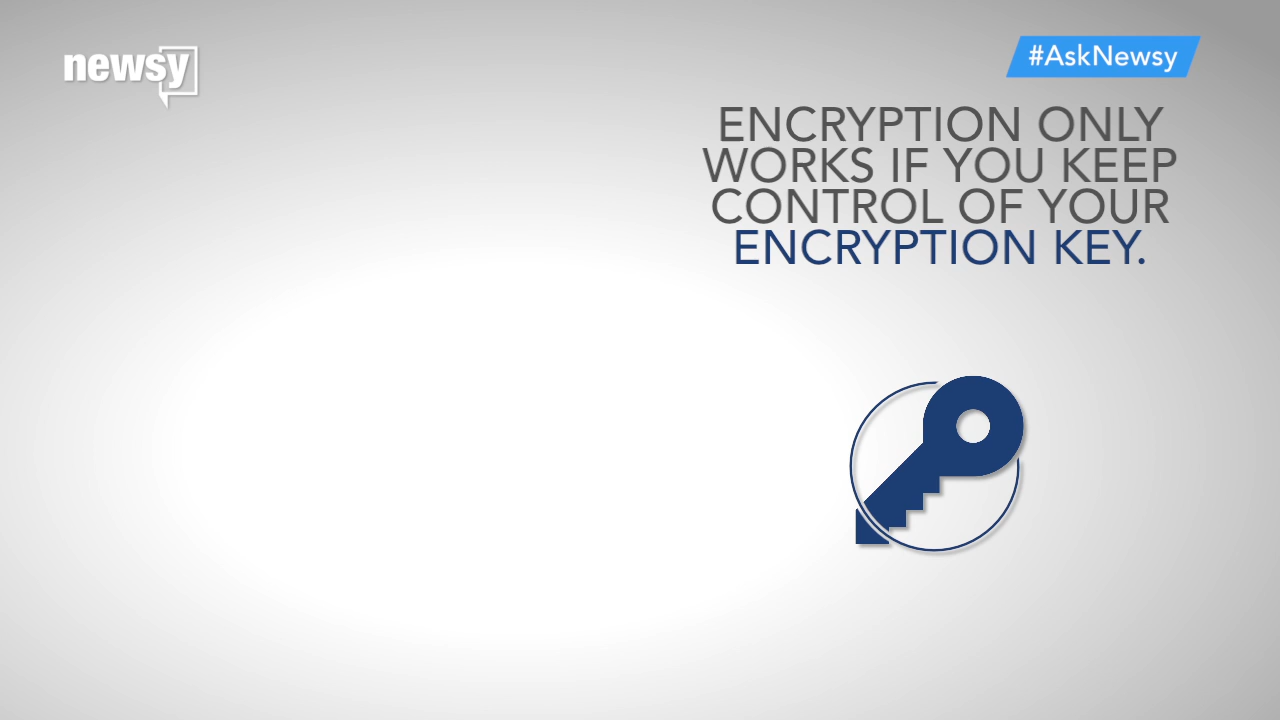 newsy
#AskNewsy
ENCRYPTION ONLY
WORKS IF YOU KEEP
CONTROL OF YOUR
ENCRYPTION KEY.